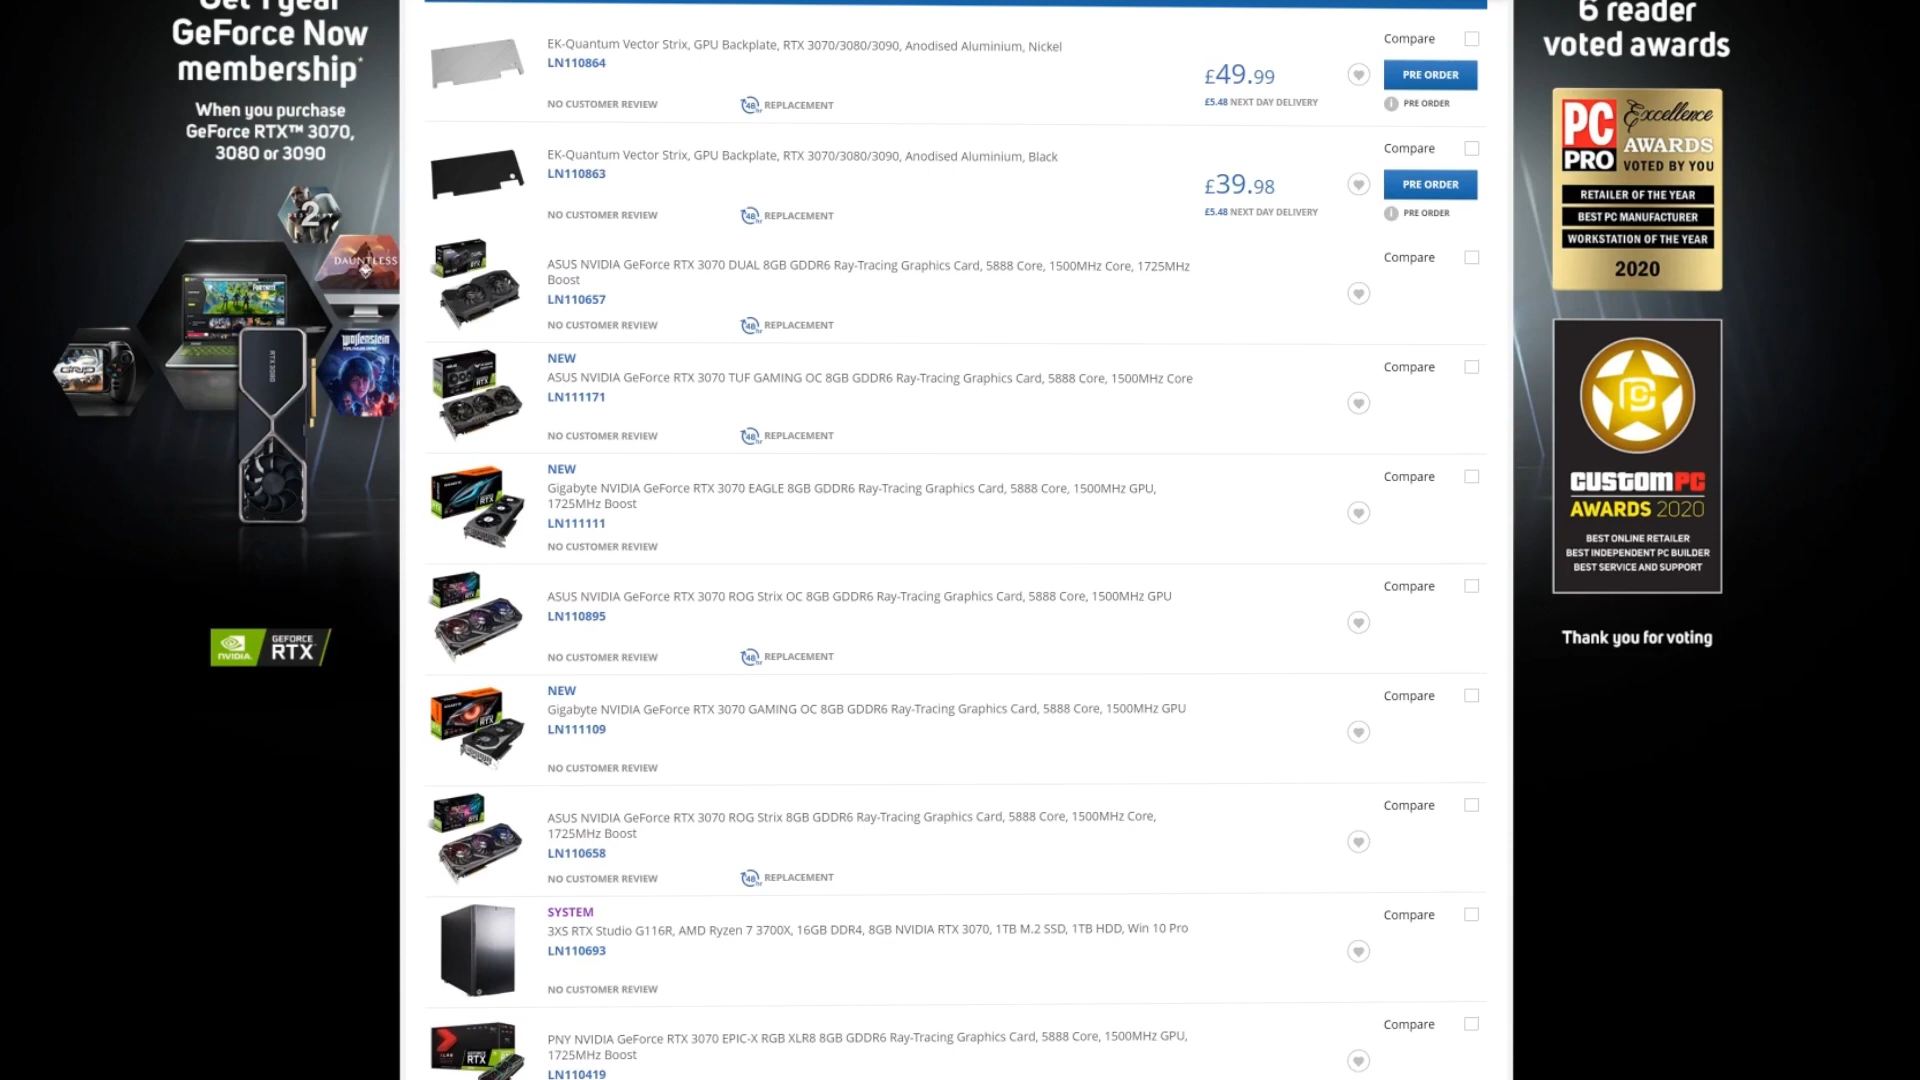 Get 1 year
GeForce Now
membership*
When you purchase
GeForce RTX™ 3070,
3080 or 3090
2
DAUNTLESS
Wolfenstein
GRIP
RTX 3080
NVIDIA.
GEFORCE
RTX
EK-Quantum Vector Strix, GPU Backplate, RTX 3070/3080/3090, Anodised Aluminium, Nickel
LN110864
NO CUSTOMER REVIEW
48hr REPLACEMENT
£49.99
£5.48 NEXT DAY DELIVERY
Compare
PRE ORDER
i PRE ORDER
EK-Quantum Vector Strix, GPU Backplate, RTX 3070/3080/3090, Anodised Aluminium, Black
LN110863
NO CUSTOMER REVIEW
48hr REPLACEMENT
£39.98
£5.48 NEXT DAY DELIVERY
Compare
PRE ORDER
i PRE ORDER
ASUS NVIDIA GeForce RTX 3070 DUAL 8GB GDDR6 Ray-Tracing Graphics Card, 5888 Core, 1500MHz Core, 1725MHz
Boost
LN110657
NO CUSTOMER REVIEW
48hr REPLACEMENT
Compare
NEW
ASUS NVIDIA GeForce RTX 3070 TUF GAMING OC 8GB GDDR6 Ray-Tracing Graphics Card, 5888 Core, 1500MHz Core
LN111171
NO CUSTOMER REVIEW
48hr REPLACEMENT
Compare
NEW
Gigabyte NVIDIA GeForce RTX 3070 EAGLE 8GB GDDR6 Ray-Tracing Graphics Card, 5888 Core, 1500MHz GPU,
1725MHz Boost
LN111111
NO CUSTOMER REVIEW
Compare
ASUS NVIDIA GeForce RTX 3070 ROG Strix OC 8GB GDDR6 Ray-Tracing Graphics Card, 5888 Core, 1500MHz GPU
LN110895
NO CUSTOMER REVIEW
48hr REPLACEMENT
Compare
NEW
Gigabyte NVIDIA GeForce RTX 3070 GAMING OC 8GB GDDR6 Ray-Tracing Graphics Card, 5888 Core, 1500MHz GPU
LN111109
NO CUSTOMER REVIEW
Compare
ASUS NVIDIA GeForce RTX 3070 ROG Strix 8GB GDDR6 Ray-Tracing Graphics Card, 5888 Core, 1500MHz Core,
1725MHz Boost
LN110658
NO CUSTOMER REVIEW
48hr REPLACEMENT
Compare
SYSTEM
3XS RTX Studio G116R, AMD Ryzen 7 3700X, 16GB DDR4, 8GB NVIDIA RTX 3070, 1TB M.2 SSD, 1TB HDD, Win 10 Pro
LN110693
NO CUSTOMER REVIEW
Compare
PNY NVIDIA GeForce RTX 3070 EPIC-X RGB XLR8 8GB GDDR6 Ray-Tracing Graphics Card, 5888 Core, 1500MHz GPU,
1725MHz Boost
LN110419
Compare
6 reader
voted awards
PC
PRO
Excellence
AWARDS
VOTED BY YOU
RETAILER OF THE YEAR
BEST PC MANUFACTURER
WORKSTATION OF THE YEAR
2020
CUSTOMPC
AWARDS 2020
BEST ONLINE RETAILER
BEST INDEPENDENT PC BUILDER
BEST SERVICE AND SUPPORT
Thank you for voting